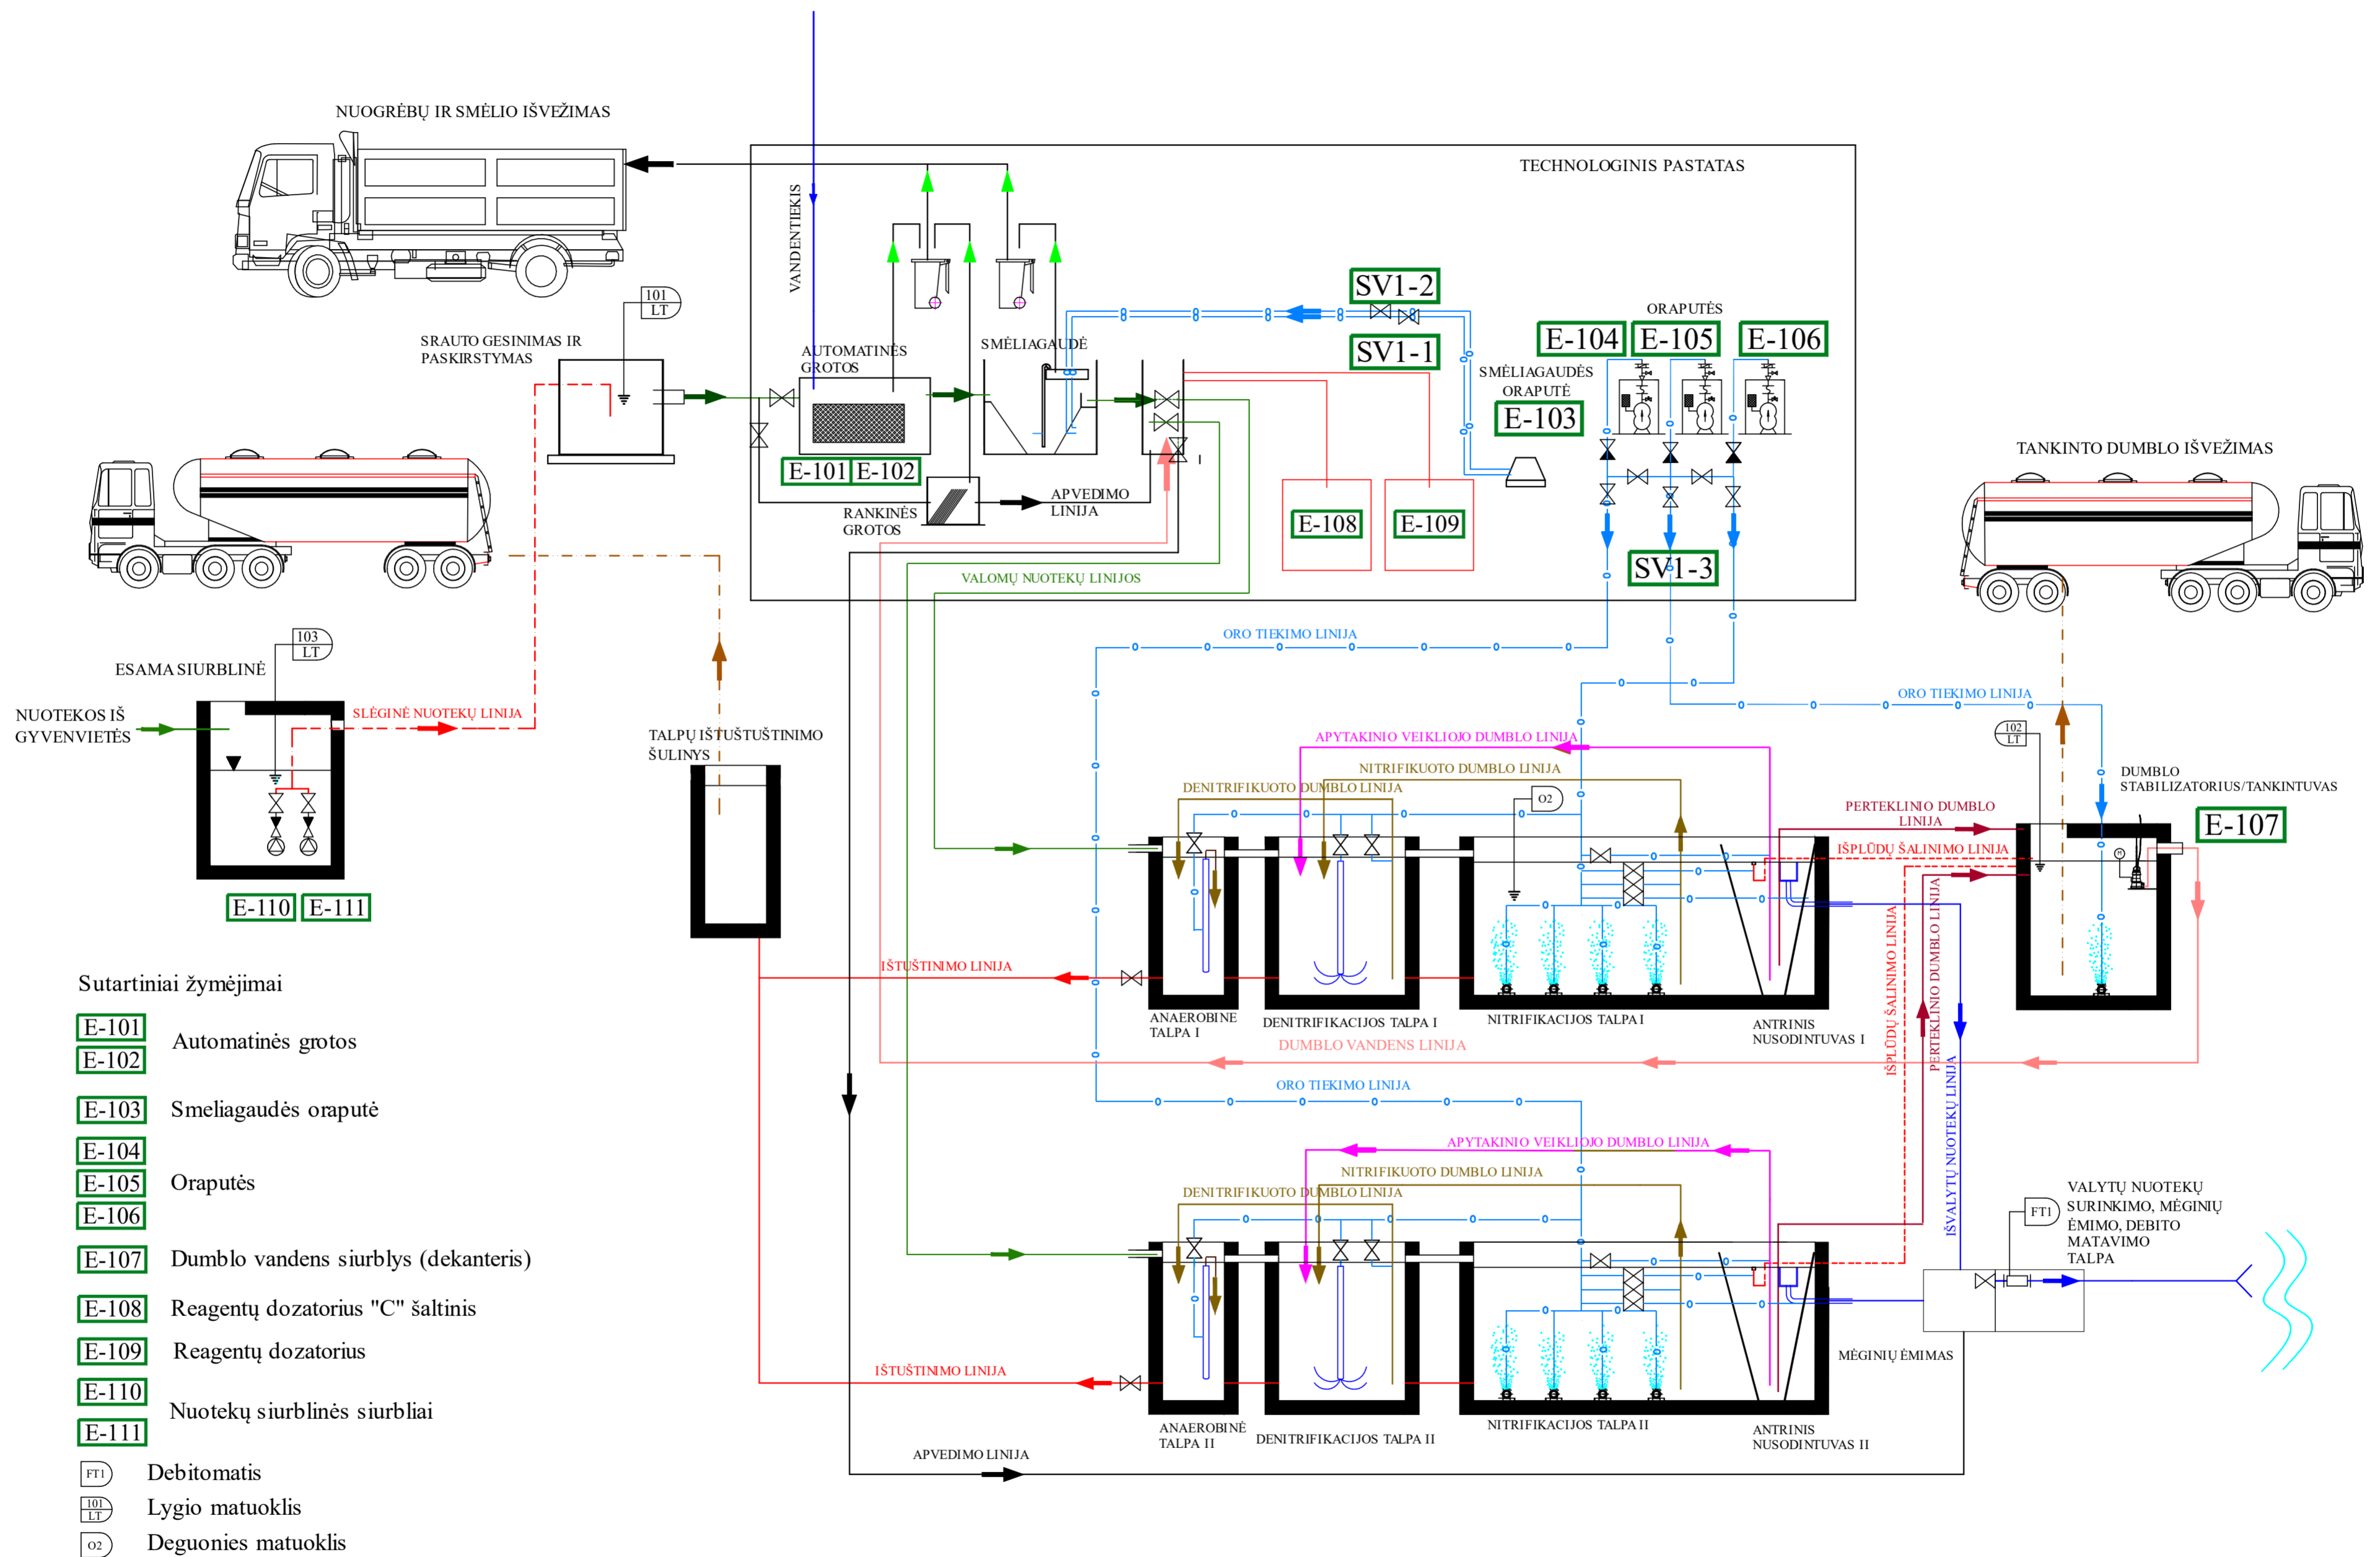 NUOGRĖBŲ IR SMĖLIO IŠVEŽIMAS
TECHNOLOGINIS PASTATAS
VANDENTIEKIS
101
LT
SRAUTO GESINIMAS IR
PASKIRSTYMAS
AUTOMATINĖS
GROTOS
SMĖLIAGAUDĖ
SV1-2
SV1-1
ORAPUTĖS
E-104
E-105
E-106
SMĖLIAGAUDĖS
ORAPUTĖ
E-103
E-101
E-102
RANKINĖS
GROTOS
APVEDIMO
LINIJA
E-108
E-109
SV1-3
VALOMŲ NUOTEKŲ LINIJOS
TANKINTO DUMBLO IŠVEŽIMAS
103
LT
ESAMA SIURBLINĖ
NUOTEKOS IŠ
GYVENVIETĖS
SLĖGINĖ NUOTEKŲ LINIJA
E-110
E-111
TALPŲ IŠTUŠTUŠTINIMO
ŠULINYS
ORO TIEKIMO LINIJA
ORO TIEKIMO LINIJA
APYTAKINIO VEIKLIOJO DUMBLO LINIJA
NITRIFIKUOTO DUMBLO LINIJA
DENITRIFIKUOTO DUMBLO LINIJA
O2
102
LT
DUMBLO
STABILIZATORIUS/TANKINTUVAS
E-107
PERTEKLINIO DUMBLO
LINIJA
IŠPLŪDŲ ŠALINIMO LINIJA
IŠPLŪDŲ ŠALINIMO LINIJA
PERTEKLINIO DUMBLO LINIJA
IŠVALYTŲ NUOTEKŲ LINIJA
IŠTUŠTINIMO LINIJA
ANAEROBINE
TALPA I
DENITRIFIKACIJOS TALPA I
NITRIFIKACIJOS TALPA I
ANTRINIS
NUSODINTUVAS I
DUMBLO VANDENS LINIJA
ORO TIEKIMO LINIJA
APYTAKINIO VEIKLIOJO DUMBLO LINIJA
NITRIFIKUOTO DUMBLO LINIJA
DENITRIFIKUOTO DUMBLO LINIJA
FT1
VALYTŲ NUOTEKŲ
SURINKIMO, MĖGINIŲ
ĖMIMO, DEBITO
MATAVIMO
TALPA
MĖGINIŲ ĖMIMAS
IŠTUŠTINIMO LINIJA
ANAEROBINĖ
TALPA II
DENITRIFIKACIJOS TALPA II
NITRIFIKACIJOS TALPA II
ANTRINIS
NUSODINTUVAS II
APVEDIMO LINIJA
Sutartiniai žymėjimai
E-101
E-102
Automatinės grotos
E-103
Smeliagaudės oraputė
E-104
E-105
E-106
Oraputės
E-107
Dumblo vandens siurblys (dekanteris)
E-108
Reagentų dozatorius "C" šaltinis
E-109
Reagentų dozatorius
E-110
E-111
Nuotekų siurblinės siurbliai
FT1
Debitomatis
101
LT
Lygio matuoklis
O2
Deguonies matuoklis